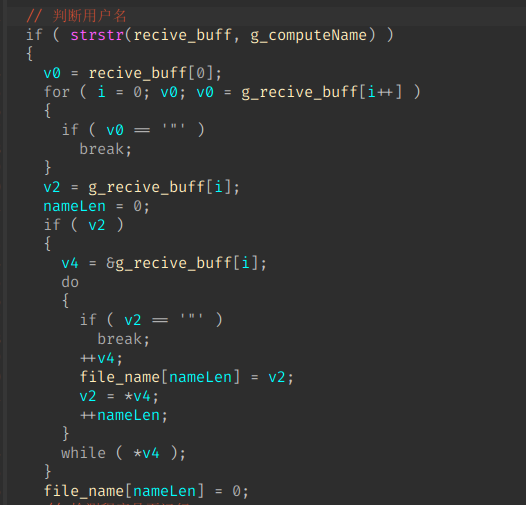 // 判断用户名
if ( strstr(recive_buff, g_computeName) )
{
v0 = recive_buff[0];
for ( i = 0; v0; v0 = g_recive_buff[i++] )
{
if ( v0 == '"' )
break;
}
v2 = g_recive_buff[i];
nameLen = 0;
if ( v2 )
{
v4 = &g_recive_buff[i];
do
{
if ( v2 == '"' )
break;
++v4;
file_name[nameLen] = v2;
v2 = *v4;
++nameLen;
}
while ( *v4 );
}
file_name[nameLen] = 0;